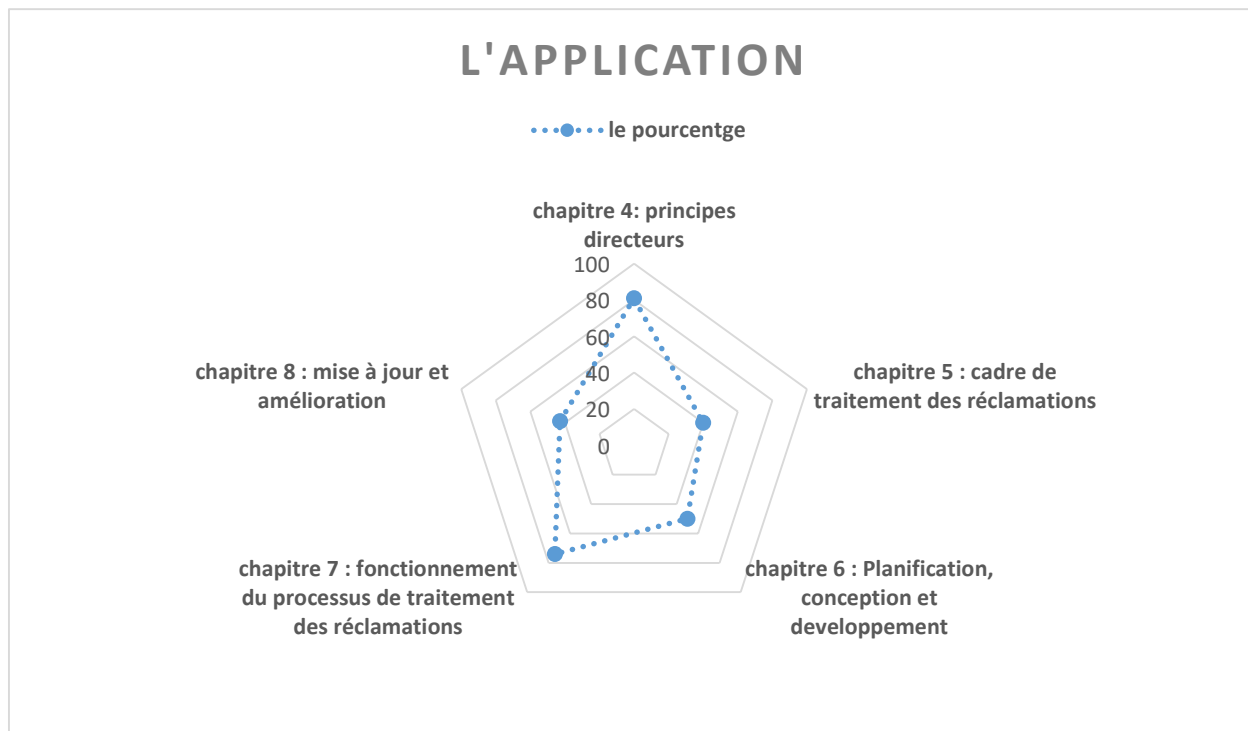 L'APPLICATION
le pourcentge
chapitre 4: principes
directeurs
100
80
60
40
20
0
chapitre 5 : cadre de
traitement des réclamations
chapitre 6 : Planification,
conception et
developpement
chapitre 7 : fonctionnement
du processus de traitement
des réclamations
chapitre 8 : mise à jour et
amélioration